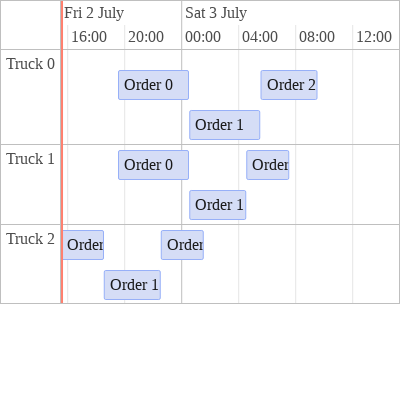 Fri 2 July Sat 3 July
16:00 20:00 00:00 04:00 08:00 12:00
Truck 0
Order 0 Order 2
Order 1
Truck 1
Order 0 Order
Order 1
Truck 2
Order Order
Order 1